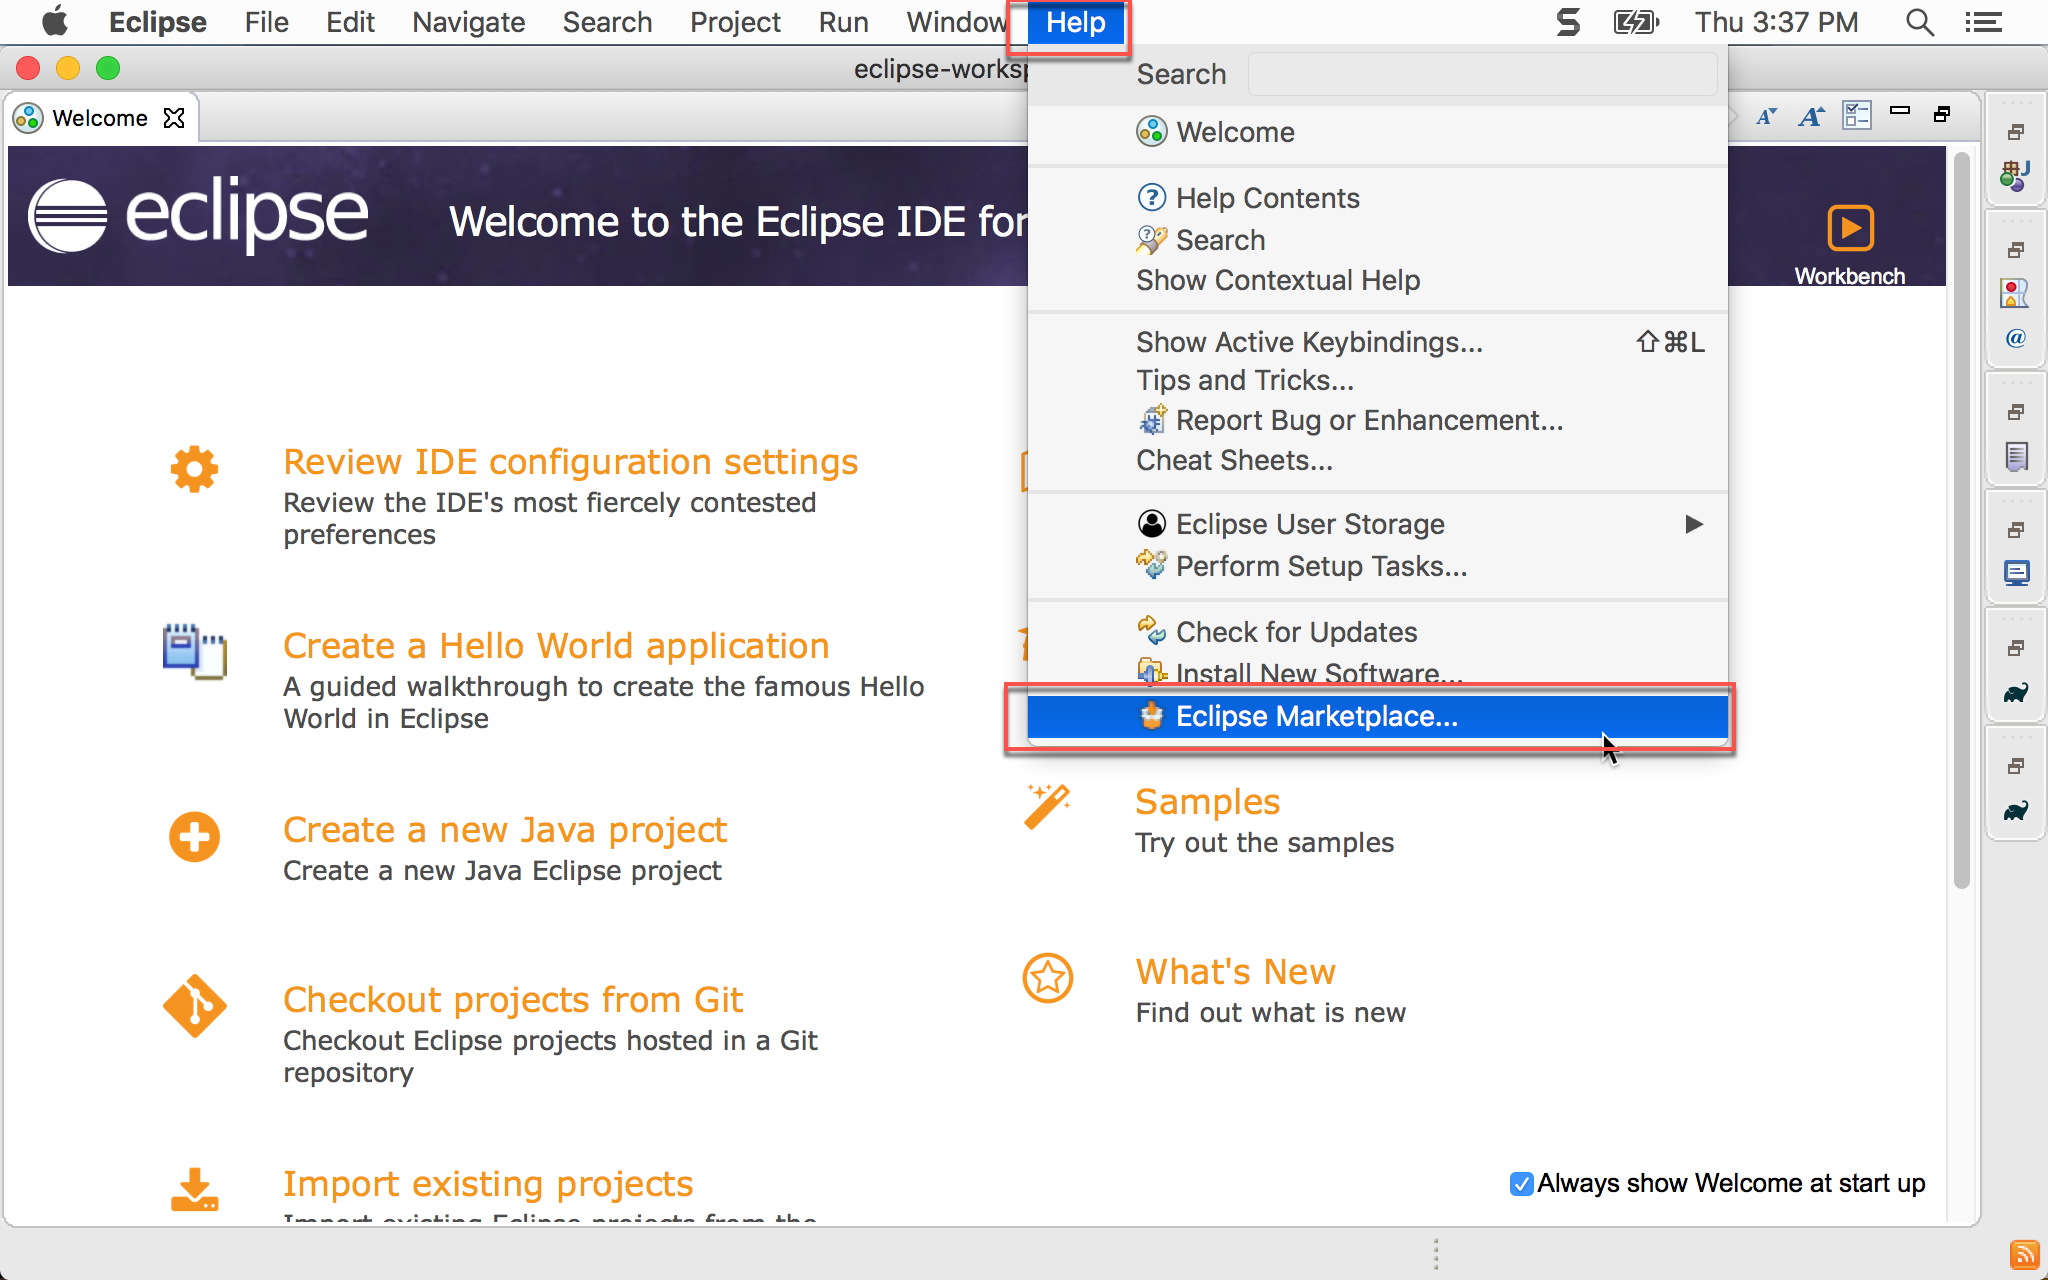 Eclipse File Edit Navigate Search Project Run Window Help Thu 3:37 PM
eclipse-worksp
Search
Welcome
Welcome
eclipse
Welcome to the Eclipse IDE for
Workbench
Help Contents
Search
Show Contextual Help
Show Active Keybindings... ⇧⌘L
Tips and Tricks...
Report Bug or Enhancement...
Cheat Sheets...
Eclipse User Storage
Perform Setup Tasks...
Check for Updates
Install New Software...
Eclipse Marketplace...
Review IDE configuration settings
Review the IDE's most fiercely contested
preferences
Create a Hello World application
A guided walkthrough to create the famous Hello
World in Eclipse
Create a new Java project
Create a new Java Eclipse project
Checkout projects from Git
Checkout Eclipse projects hosted in a Git
repository
Import existing projects
Import existing Eclipse projects from the
Samples
Try out the samples
What's New
Find out what is new
Always show Welcome at start up